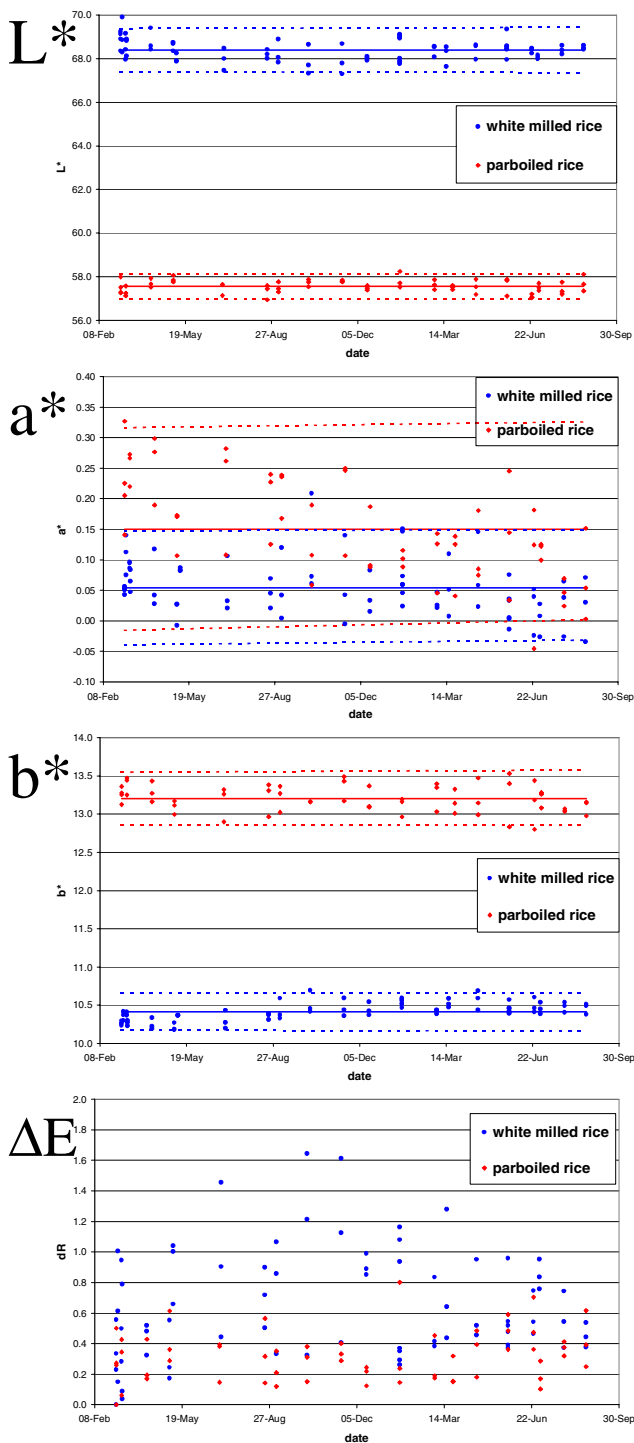 L*
70.0
68.0
66.0
64.0
62.0
60.0
58.0
56.0
L*
white milled rice
parboiled rice
08-Feb 19-May 27-Aug 05-Dec 14-Mar 22-Jun 30-Sep
date
a*
0.40
0.35
0.30
0.25
0.20
0.15
0.10
0.05
0.00
-0.05
-0.10
a*
white milled rice
parboiled rice
08-Feb 19-May 27-Aug 05-Dec 14-Mar 22-Jun 30-Sep
date
b*
14.0
13.5
13.0
12.5
12.0
11.5
11.0
10.5
10.0
b*
white milled rice
parboiled rice
08-Feb 19-May 27-Aug 05-Dec 14-Mar 22-Jun 30-Sep
date
ΔE
2.0
1.8
1.6
1.4
1.2
1.0
0.8
0.6
0.4
0.2
0.0
dR
white milled rice
parboiled rice
08-Feb 19-May 27-Aug 05-Dec 14-Mar 22-Jun 30-Sep
date